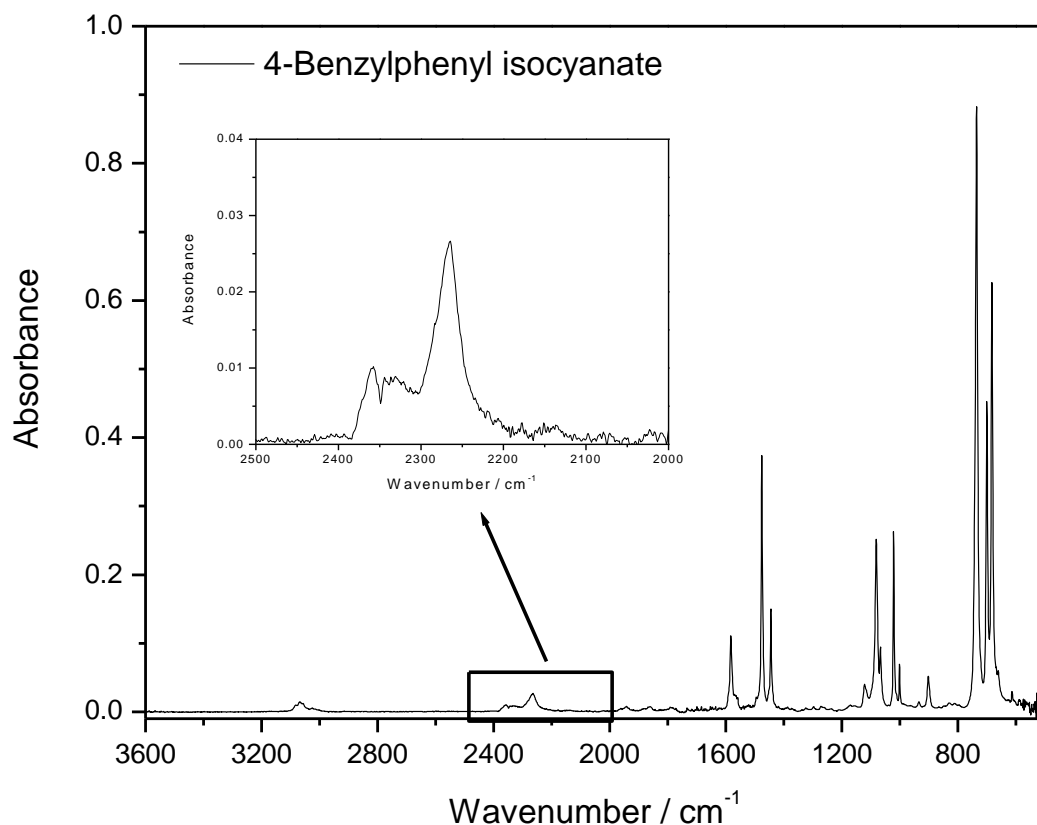 1.0
4-Benzylphenyl isocyanate
0.04
0.8
0.03
Absorbance
0.02
0.6
0.01
0.00
2500 2400 2300 2200 2100 2000
Wavenumber / cm-1
Absorbance
0.4
0.2
0.0
3600 3200 2800 2400 2000 1600 1200 800
Wavenumber / cm-1